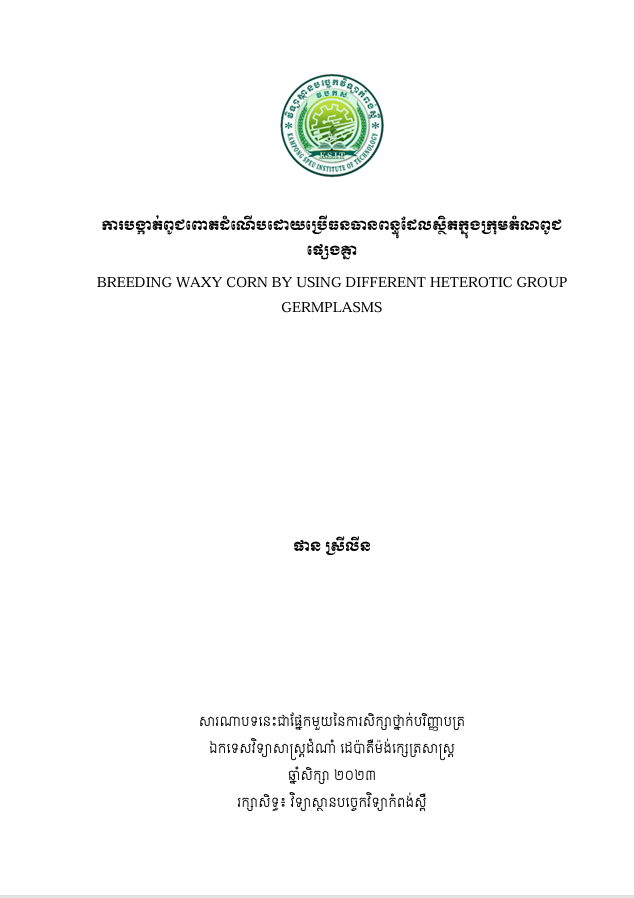 វិទ្យាស្ថានបច្ចេកវិទ្យាកំពង់ស្ពឺ
វ.ប.ក.ស
K.S.I.T
KAMPONG SPEU INSTITUTE OF TECHNOLOGY
ការបង្កាត់ពូជពោតដំណើបដោយប្រើធនធានពន្ធុដែលស្ថិតក្នុងក្រុមតំណពូជ
ផ្សេងគ្នា
BREEDING WAXY CORN BY USING DIFFERENT HETEROTIC GROUP
GERMPLASMS
ផាន ស្រីលីន
សារណាបទនេះជាផ្នែកមួយនៃការសិក្សាថ្នាក់បរិញ្ញាបត្រ
ឯកទេសវិទ្យាសាស្ត្រដំណាំ ដេប៉ាតឺម៉ង់ក្សេត្រសាស្ត្រ
ឆ្នាំសិក្សា ២០២៣
រក្សាសិទ្ធ៖ វិទ្យាស្ថានបច្ចេកវិទ្យាកំពង់ស្ពឺ